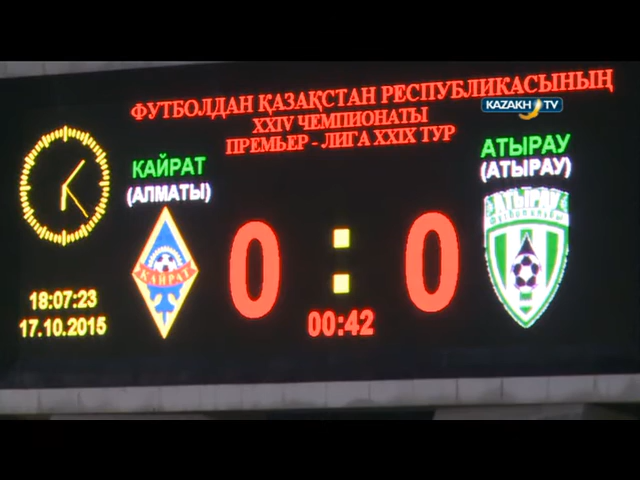 ФУТБОЛДАН ҚАЗАҚСТАН РЕСПУБЛИКАСЫНЫҢ
XXIV ЧЕМПИОНАТЫ
ПРЕМЬЕР - ЛИГА XXIX ТУР
KAZAKH TV
КАЙРАТ
(АЛМАТЫ)
АТЫРАУ
(АТЫРАУ)
КАЙРАТ
АТЫРАУ
0 : 0
00:42
18:07:23
17.10.2015